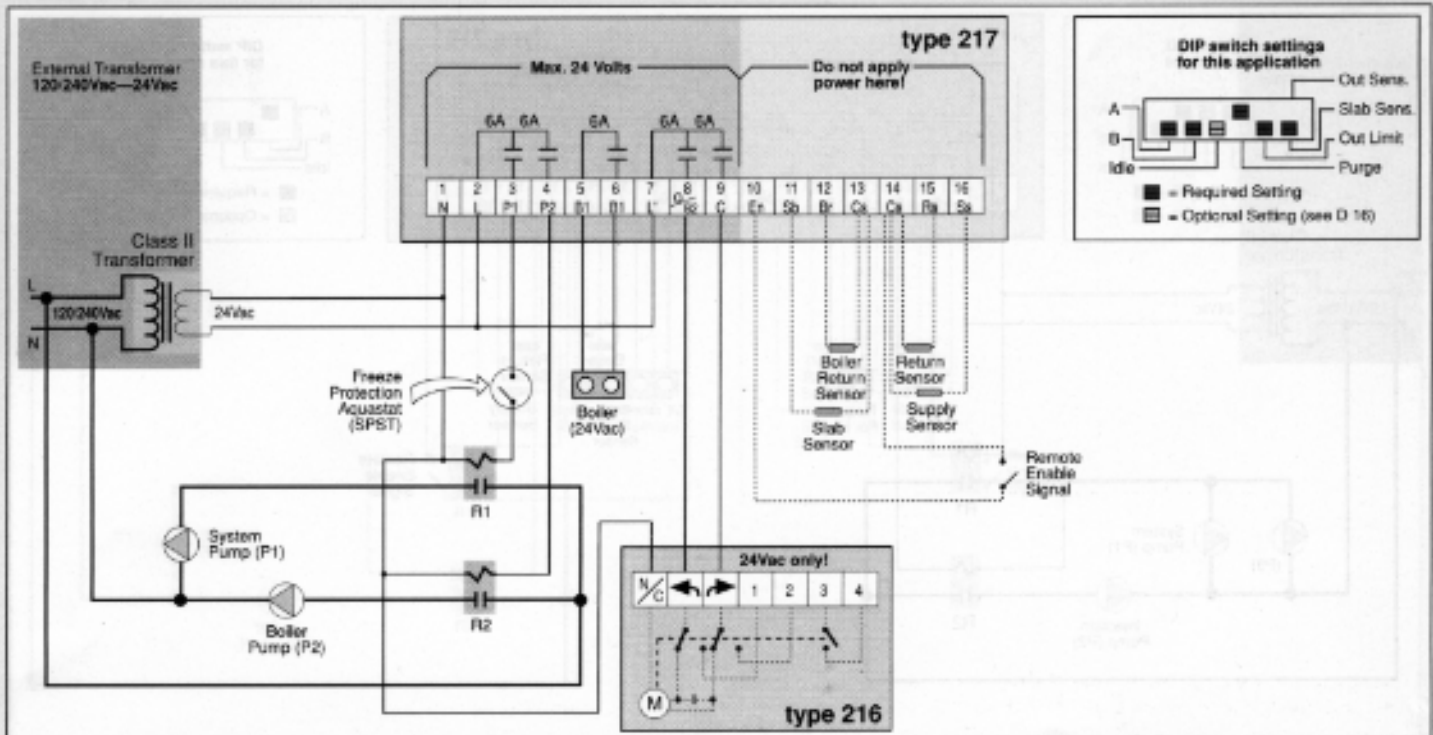 External Transformer
120/240Vac—24Vac
Class II
Transformer
L
120/240Vac
N
24Vac
type 217
Max. 24 Volts
Do not apply
power here!
6A 6A 6A 6A 6A
1 2 3 4 5 6 7 8 9 10 11 12 13 14 15 16
N L P1 P2 B1 B1 L' C En Sb Br
DIP switch settings
for this application
Out Sens.
A
Slab Sens.
B
Out Limit
Idle
Purge
= Required Setting
= Optional Setting (see D 16)
Freeze
Protection
Aquastat
(SPST)
Boiler
(24Vac)
Boiler
Return
Sensor
Return
Sensor
Slab
Sensor
Supply
Sensor
Remote
Enable
Signal
R1
System
Pump (P1)
R2
Boiler
Pump (P2)
24Vac only!
N/C 1 2 3 4
M
type 216